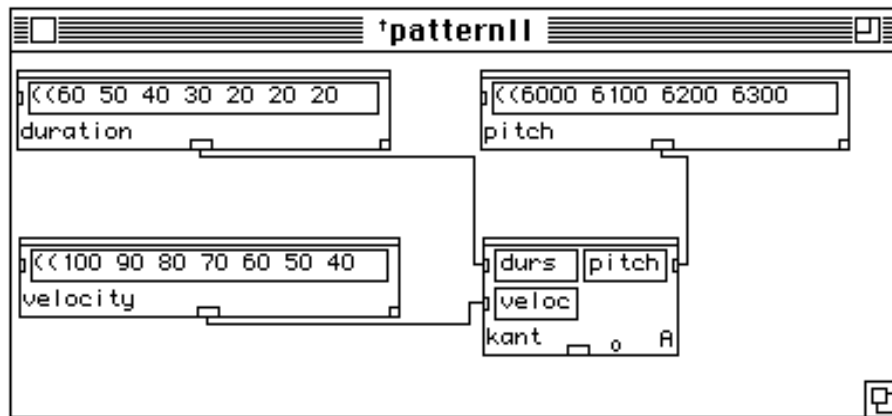 †patternII
((60 50 40 30 20 20 20
duration
((6000 6100 6200 6300
pitch
((100 90 80 70 60 50 40
velocity
durs pitch
veloc
kant o A